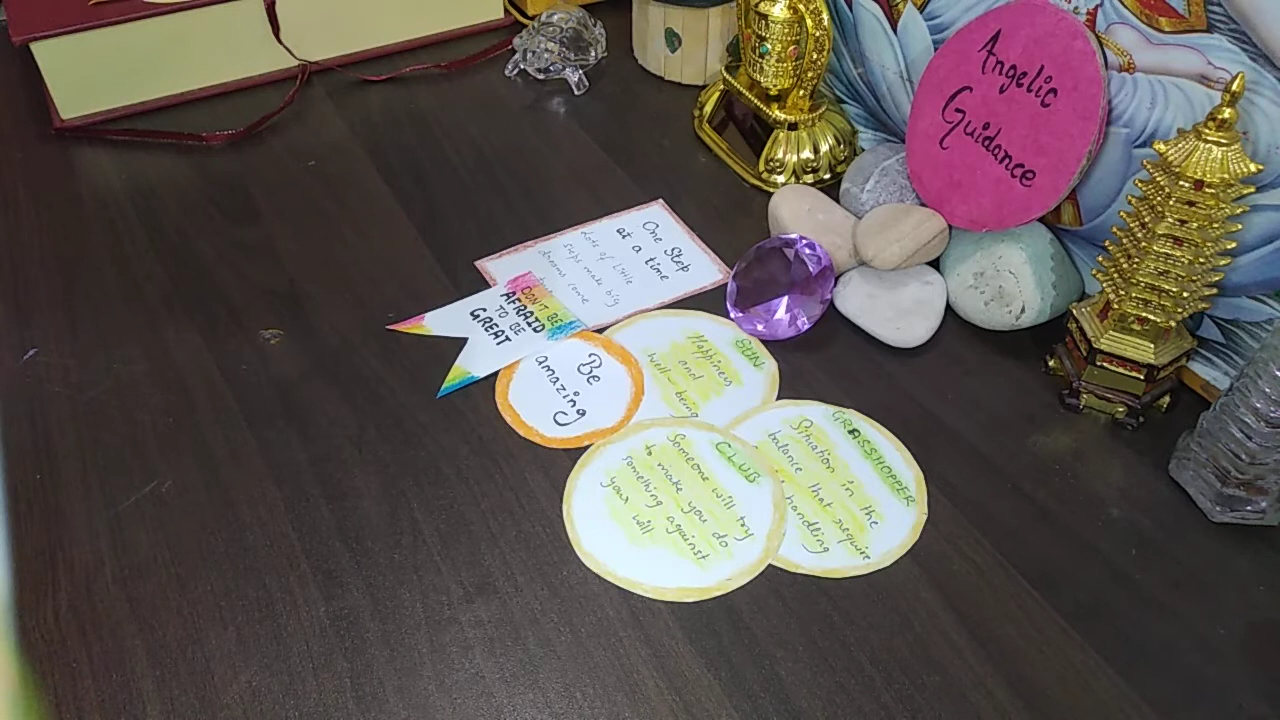 Angelic
Guidance
One Step
at a time
Lots of little
steps make big
dreams come
DON'T BE
AFRAID
TO BE
GREAT
Be
amazing
SUN
Happiness
and
well-being
GRASSHOPPER
Situation in the
balance that require
handling
CLUB
Someone will try
to make you do
something against
your will